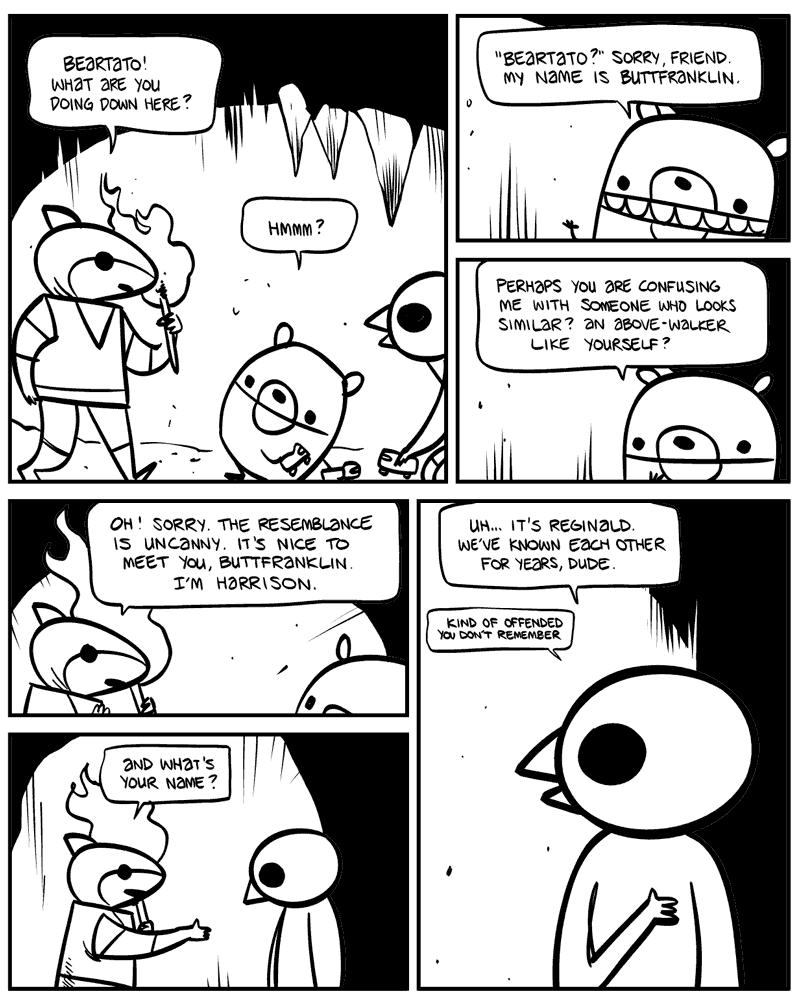 BEARTATO!
WHAT ARE YOU
DOING DOWN HERE?
HMMM?
"BEARTATO?" SORRY, FRIEND.
MY NAME IS BUTTFRANKLIN.
PERHAPS YOU ARE CONFUSING
ME WITH SOMEONE WHO LOOKS
SIMILAR? AN ABOVE-WALKER
LIKE YOURSELF?
OH! SORRY. THE RESEMBLANCE
IS UNCANNY. IT'S NICE TO
MEET YOU, BUTTFRANKLIN.
I'M HARRISON.
AND WHAT'S
YOUR NAME?
UH... IT'S REGINALD.
WE'VE KNOWN EACH OTHER
FOR YEARS, DUDE.
KIND OF OFFENDED
YOU DON'T REMEMBER